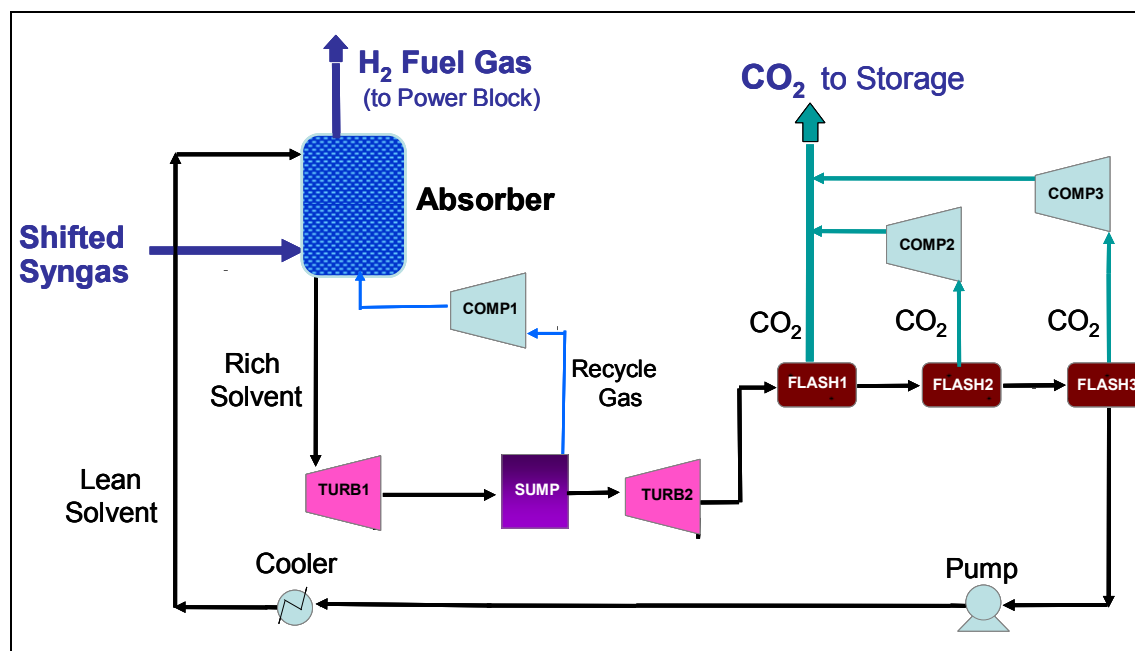 H₂ Fuel Gas
(to Power Block)
CO₂ to Storage
Absorber
COMP3
COMP2
Shifted
Syngas
COMP1
CO₂
CO₂
CO₂
Rich
Solvent
Recycle
Gas
FLASH1
FLASH2
FLASH3
TURB1
SUMP
TURB2
Lean
Solvent
Cooler
Pump